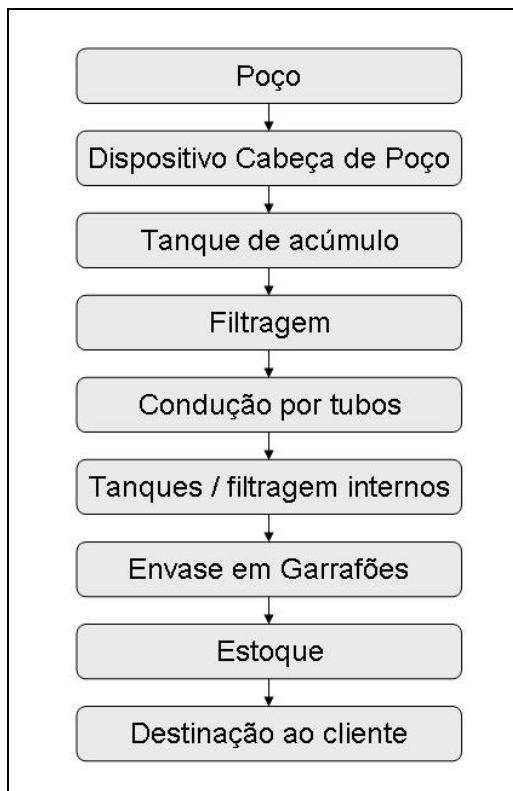 Poço
Dispositivo Cabeça de Poço
Tanque de acúmulo
Filtragem
Condução por tubos
Tanques / filtragem internos
Envase em Garrafões
Estoque
Destinação ao cliente